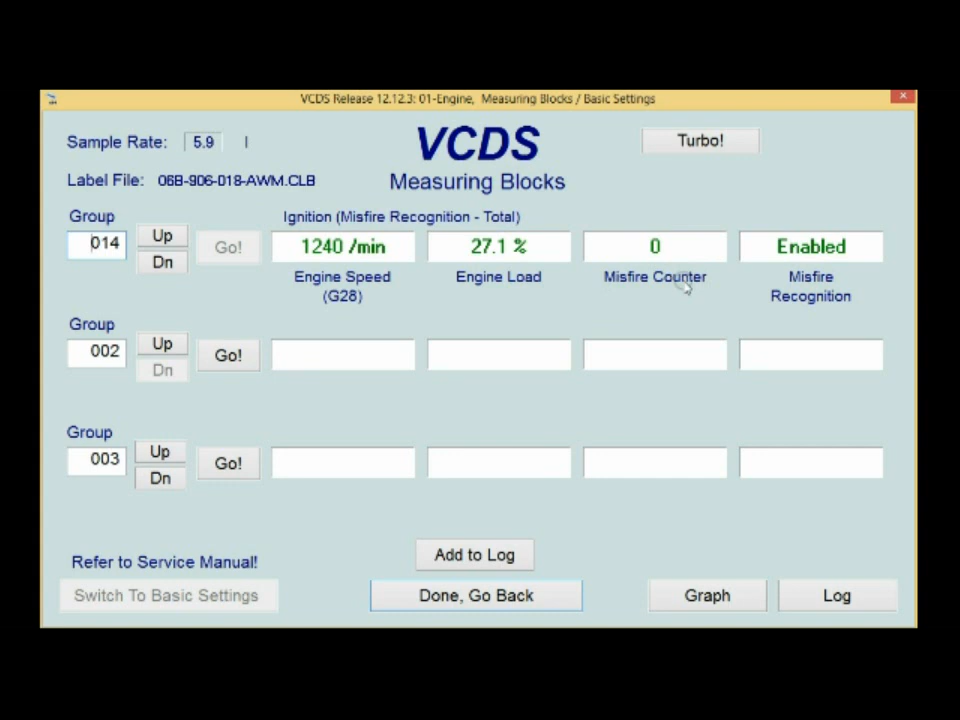 VCDS Release 12.12.3: 01-Engine, Measuring Blocks / Basic Settings
Sample Rate: 5.9
VCDS
Turbo!
Label File: 06B-906-018-AWM.CLB
Measuring Blocks
Group
Ignition (Misfire Recognition - Total)
014
Up
Dn
Go!
1240 /min
27.1 %
0
Enabled
Engine Speed
(G28)
Engine Load
Misfire Counter
Misfire
Recognition
Group
002
Up
Dn
Go!
Group
003
Up
Dn
Go!
Refer to Service Manual!
Add to Log
Switch To Basic Settings
Done, Go Back
Graph
Log